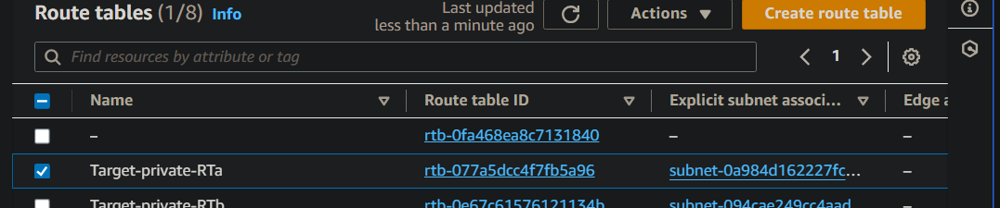 Route tables (1/8) Info
Last updated
less than a minute ago
Actions
Create route table
Find resources by attribute or tag
1
Name Route table ID Explicit subnet associ... Edge a
– rtb-0fa468ea8c7131840 – –
Target-private-RTa rtb-077a5dcc4f7fb5a96 subnet-0a984d162227fc... –
Target-private-RTb rtb-0e67c61576121134b subnet-094cae249cc4aad –